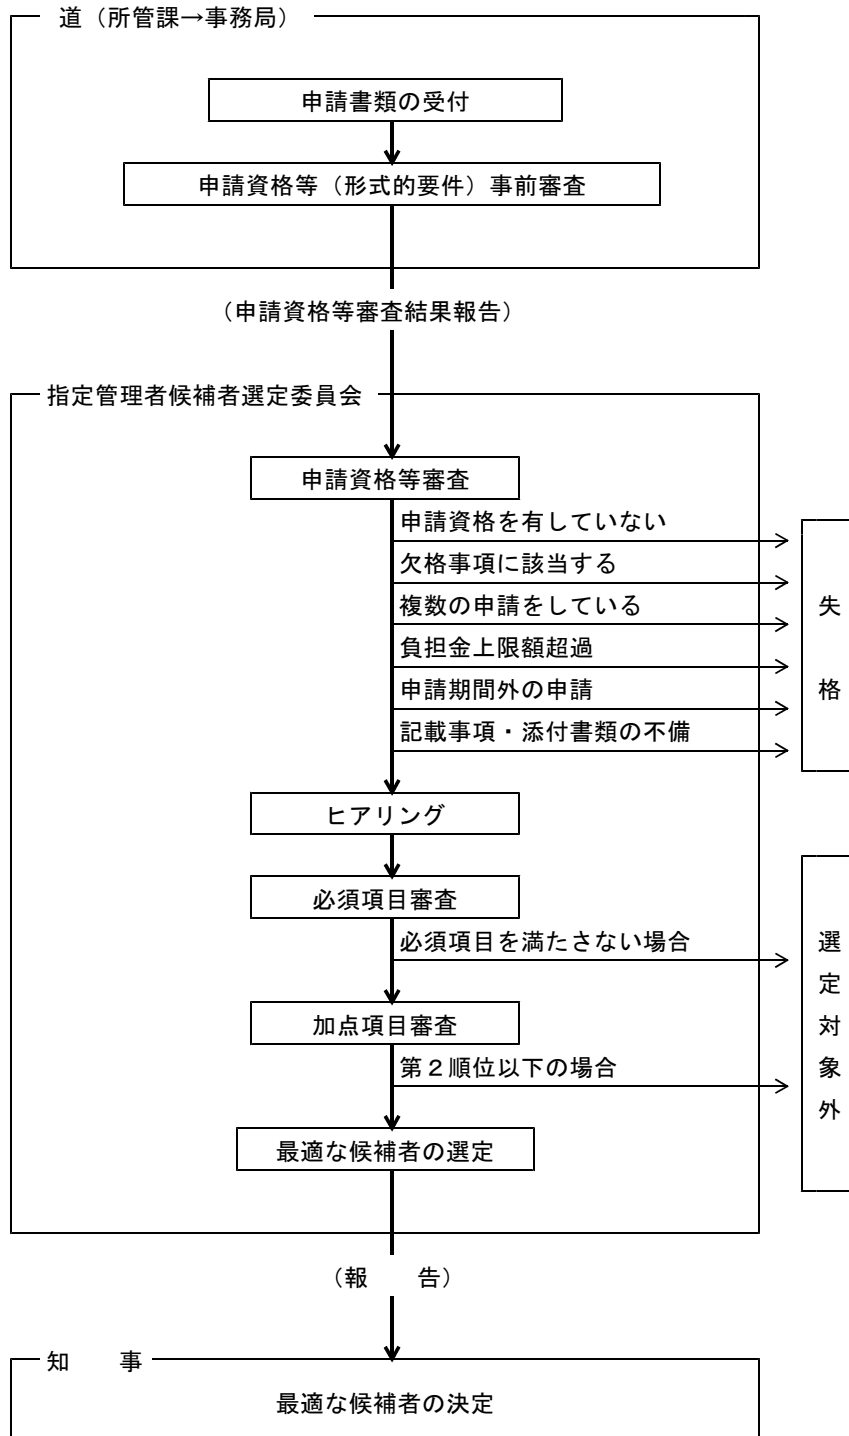 道（所管課→事務局）
申請書類の受付
申請資格等（形式的要件）事前審査
（申請資格等審査結果報告）
指定管理者候補者選定委員会
申請資格等審査
申請資格を有していない
欠格事項に該当する
複数の申請をしている
負担金上限額超過
申請期間外の申請
記載事項・添付書類の不備
失格
ヒアリング
必須項目審査
必須項目を満たさない場合
加点項目審査
第２順位以下の場合
選定対象外
最適な候補者の選定
（報　　告）
知　　事
最適な候補者の決定